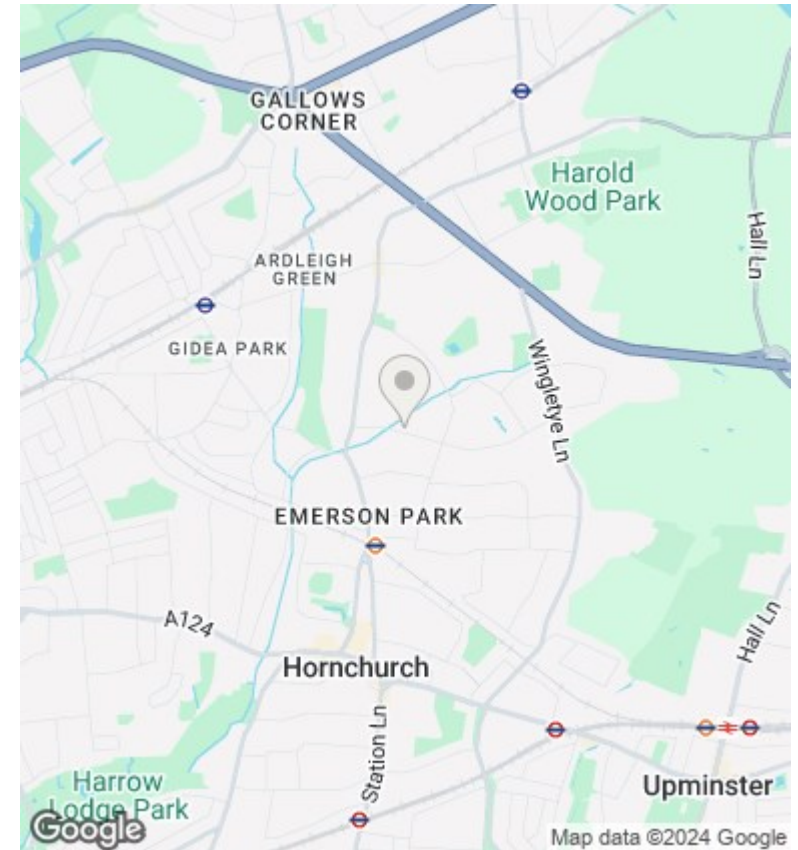 GALLOWS
CORNER
Harold
Wood Park
Hall Ln
ARDLEIGH
GREEN
GIDEA PARK
Wingletye Ln
EMERSON PARK
A124
Hall Ln
Hornchurch
Station Ln
Harrow
Lodge Park
Upminster
Google
Map data ©2024 Google